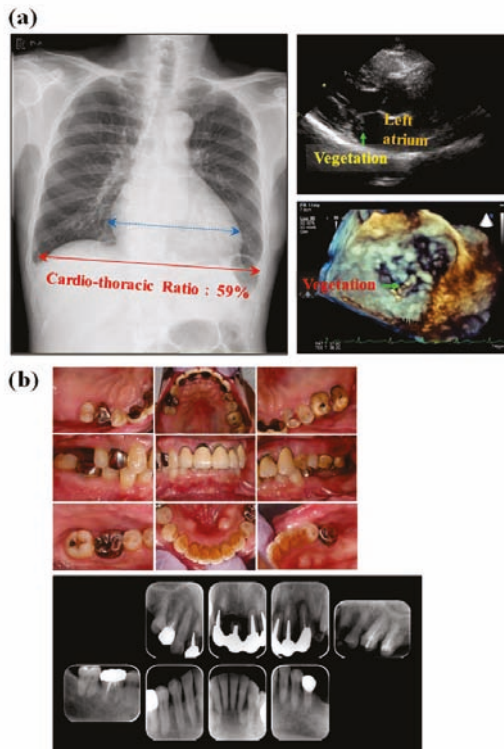 (a)
Left
atrium
Vegetation
Cardio-thoracic Ratio : 59%
Vegetation
(b)